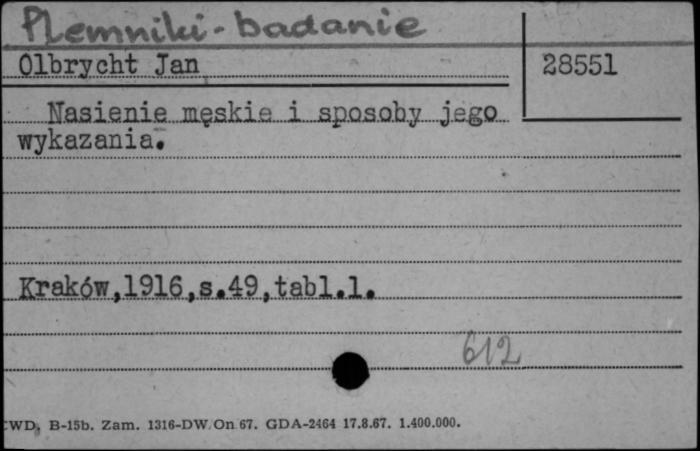 Plemniki - badanie
Olbrycht Jan
28551
Nasienie męskie i sposoby jego
wykazania.
Kraków,1916,s.49,tabl.1.
612
CWD, B-15b. Zam. 1316-DW/On 67. GDA-2464 17.8.67. 1.400.000.